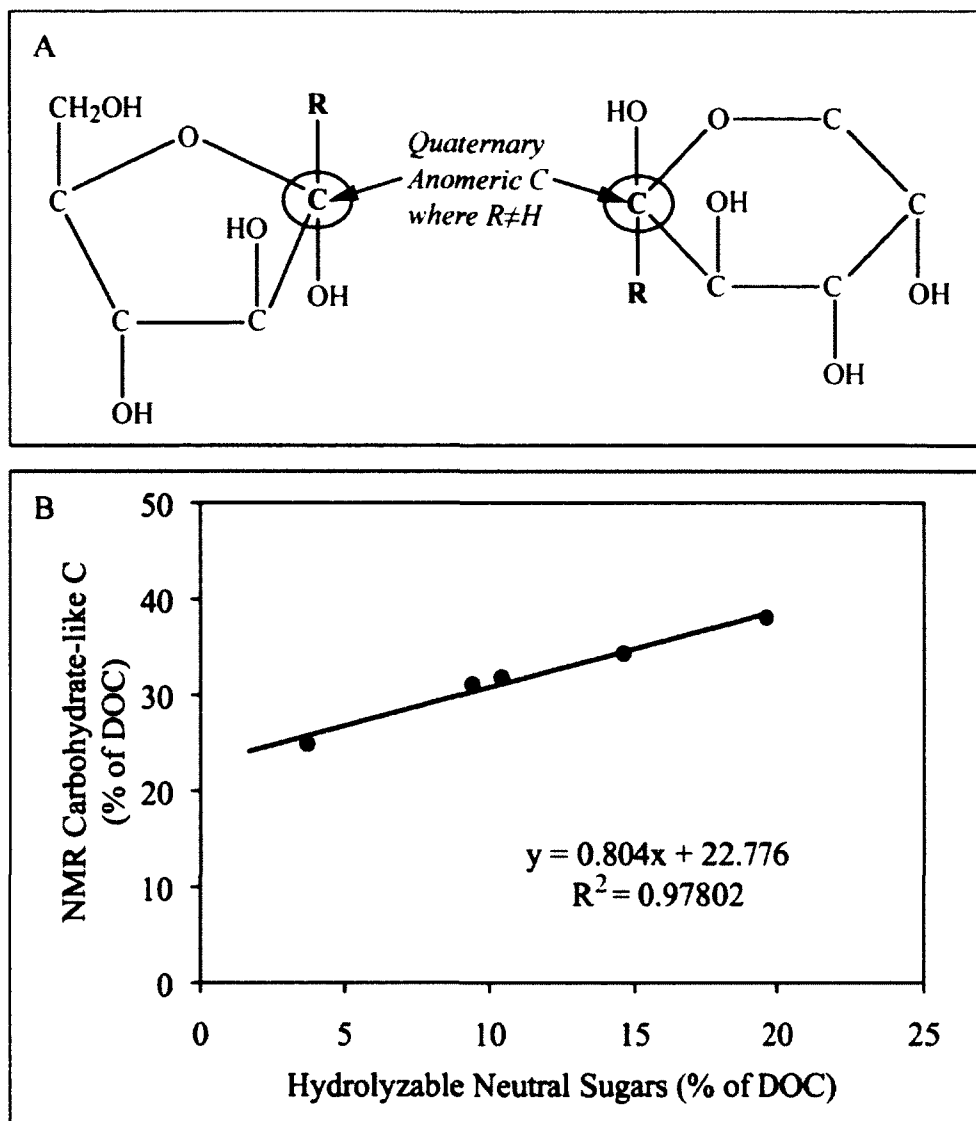 A
CH₂OH
O
R
C
C
HO
OH
C
C
OH
Quaternary
Anomeric C
where R≠H
HO
O
C
C
OH
C
R
C
C
OH
OH
B
NMR Carbohydrate-like C
(% of DOC)
50
40
30
20
10
0
y = 0.804x + 22.776
R² = 0.97802
0 5 10 15 20 25
Hydrolyzable Neutral Sugars (% of DOC)